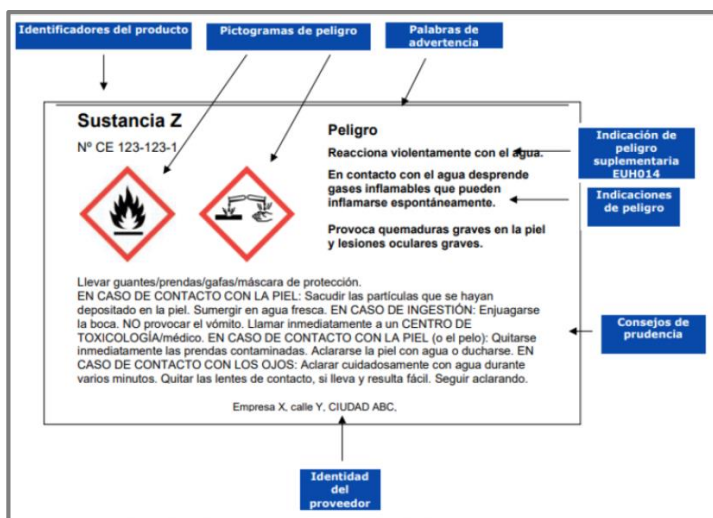 Identificadores del producto
Pictogramas de peligro
Palabras de
advertencia
Sustancia Z
Nº CE 123-123-1
Peligro
Reacciona violentamente con el agua.
En contacto con el agua desprende
gases inflamables que pueden
inflamarse espontáneamente.
Provoca quemaduras graves en la piel
y lesiones oculares graves.
Indicación de
peligro
suplementaria
EUH014
Indicaciones
de peligro
Llevar guantes/prendas/gafas/máscara de protección.
EN CASO DE CONTACTO CON LA PIEL: Sacudir las partículas que se hayan
depositado en la piel. Sumergir en agua fresca. EN CASO DE INGESTIÓN: Enjuagarse
la boca. NO provocar el vómito. Llamar inmediatamente a un CENTRO DE
TOXICOLOGÍA/médico. EN CASO DE CONTACTO CON LA PIEL (o el pelo): Quitarse
inmediatamente las prendas contaminadas. Aclararse la piel con agua o ducharse. EN
CASO DE CONTACTO CON LOS OJOS: Aclarar cuidadosamente con agua durante
varios minutos. Quitar las lentes de contacto, si lleva y resulta fácil. Seguir aclarando.
Consejos de
prudencia
Empresa X, calle Y, CIUDAD ABC,
Identidad
del
proveedor